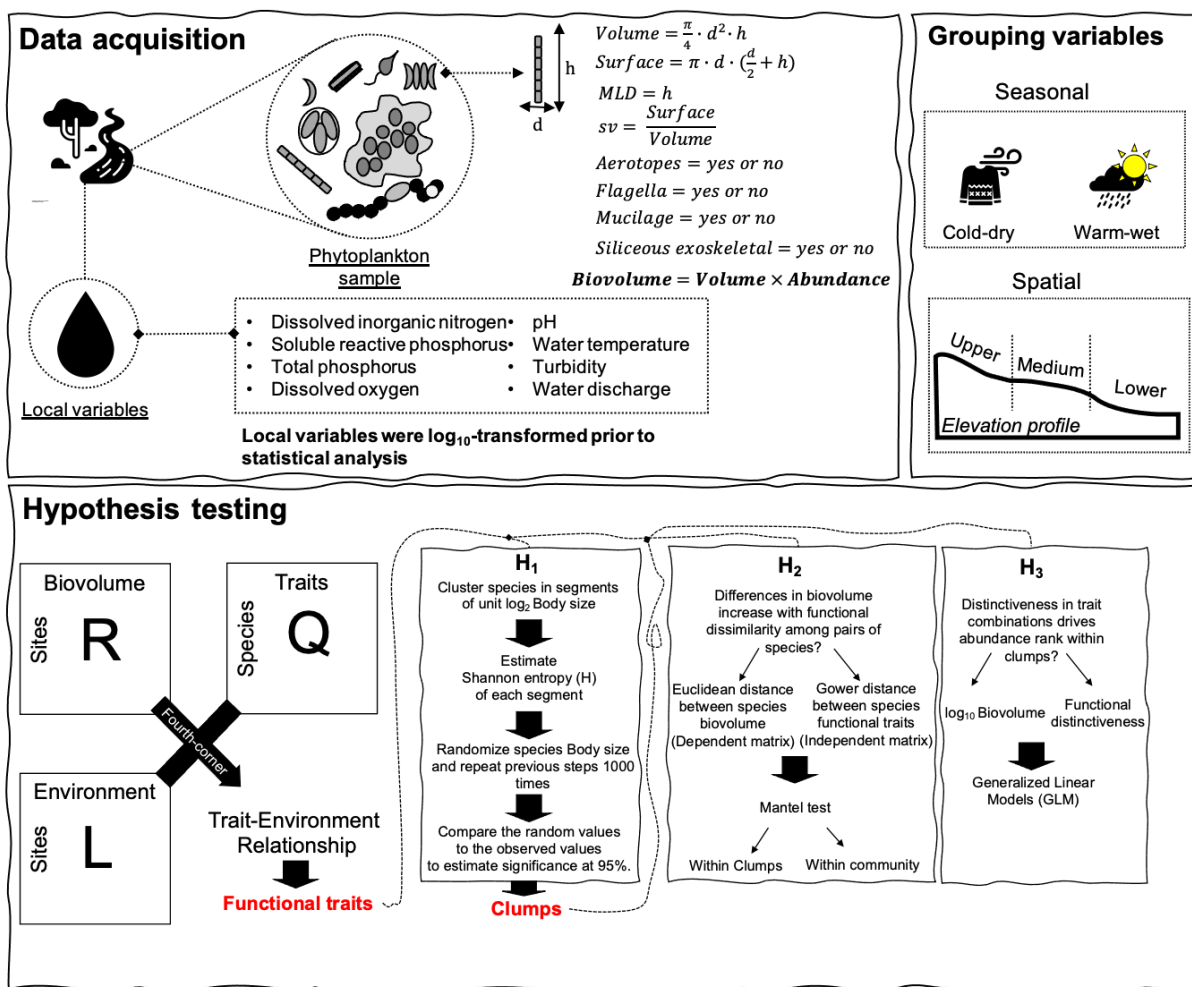 Data acquisition
h
d
Volume = π/4 · d² · h
Surface = π · d · (d/2 + h)
MLD = h
sv = Surface/Volume
Aerotopes = yes or no
Flagella = yes or no
Mucilage = yes or no
Siliceous exoskeletal = yes or no
Biovolume = Volume × Abundance
Phytoplankton
sample
Local variables
• Dissolved inorganic nitrogen
• Soluble reactive phosphorus
• Total phosphorus
• Dissolved oxygen
• pH
• Water temperature
• Turbidity
• Water discharge
Local variables were log₁₀-transformed prior to
statistical analysis
Grouping variables
Seasonal
Cold-dry
Warm-wet
Spatial
Upper
Medium
Lower
Elevation profile
Hypothesis testing
Biovolume
Sites
R
Traits
Species
Q
Fourth-corner
Environment
Sites
L
Trait-Environment
Relationship
Functional traits
H₁
Cluster species in segments
of unit log₂ Body size
Estimate
Shannon entropy (H)
of each segment
Randomize species Body size
and repeat previous steps 1000
times
Compare the random values
to the observed values
to estimate significance at 95%.
Clumps
H₂
Differences in biovolume
increase with functional
dissimilarity among pairs of
species?
Euclidean distance
between species
biovolume
(Dependent matrix)
Gower distance
between species
functional traits
(Independent matrix)
Mantel test
Within Clumps
Within community
H₃
Distinctiveness in trait
combinations drives
abundance rank within
clumps?
log₁₀ Biovolume
Functional
distinctiveness
Generalized Linear
Models (GLM)